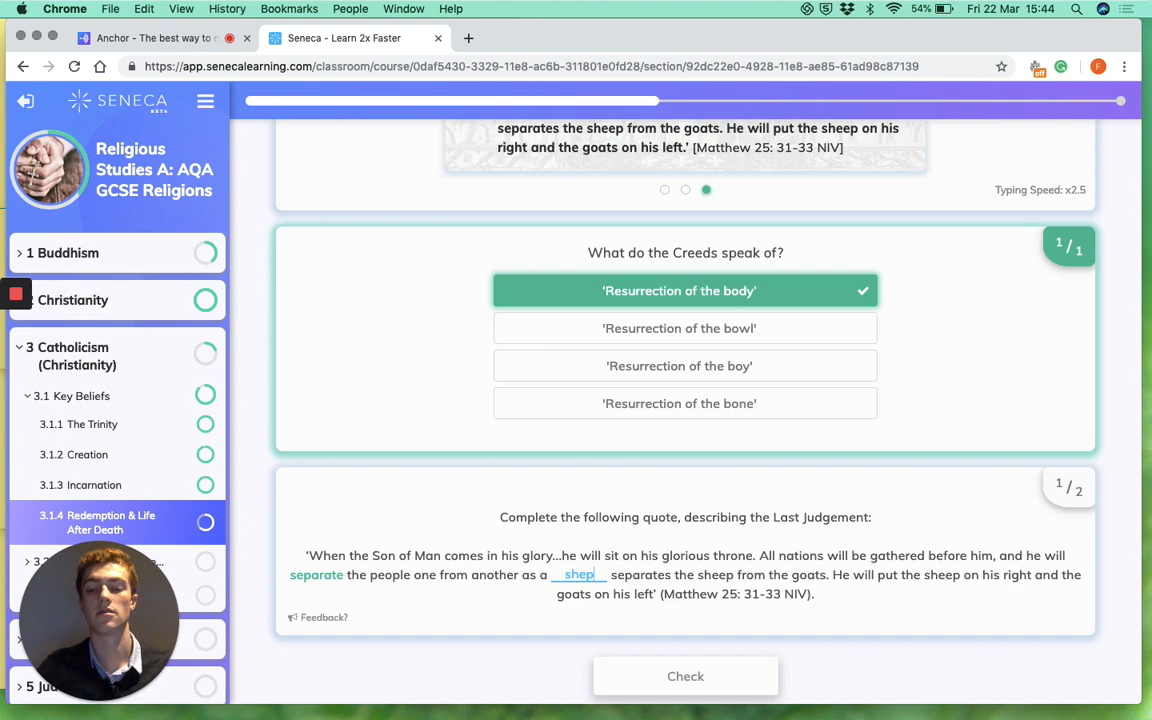 Chrome File Edit View History Bookmarks People Window Help 54% Fri 22 Mar 15:44
Anchor - The best way to Seneca - Learn 2x Faster
https://app.senecalearning.com/classroom/course/0daf5430-3329-11e8-ac6b-311801e0fd28/section/92dc22e0-4928-11e8-ae85-61ad98c87139
off F
SENECA
BETA
Religious
Studies A: AQA
GCSE Religions
1 Buddhism
Christianity
3 Catholicism
(Christianity)
3.1 Key Beliefs
3.1.1 The Trinity
3.1.2 Creation
3.1.3 Incarnation
3.1.4 Redemption & Life
After Death
separates the sheep from the goats. He will put the sheep on his
right and the goats on his left.’ [Matthew 25: 31-33 NIV]
Typing Speed: x2.5
What do the Creeds speak of?
1/1
'Resurrection of the body'
'Resurrection of the bowl'
'Resurrection of the boy'
'Resurrection of the bone'
1/2
Complete the following quote, describing the Last Judgement:
'When the Son of Man comes in his glory...he will sit on his glorious throne. All nations will be gathered before him, and he will
separate the people one from another as a shep separates the sheep from the goats. He will put the sheep on his right and the
goats on his left' (Matthew 25: 31-33 NIV).
Feedback?
Check